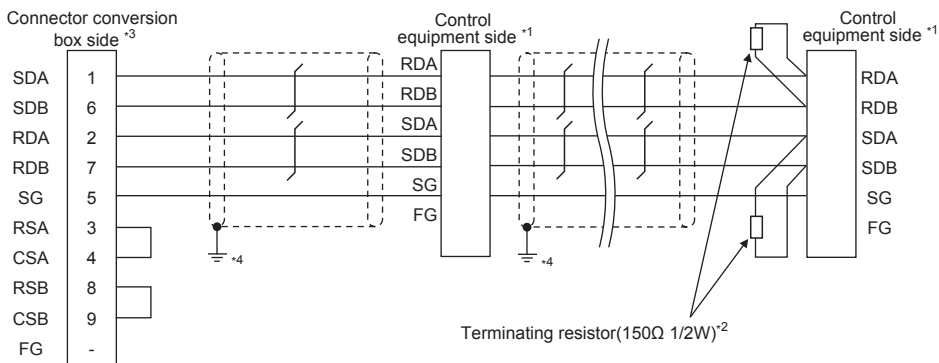 Connector conversion
box side *3
Control
equipment side *1
Control
equipment side *1
SDA 1
SDB 6
RDA 2
RDB 7
SG 5
RSA 3
CSA 4
RSB 8
CSB 9
FG -
RDA
RDB
SDA
SDB
SG
FG
RDA
RDB
SDA
SDB
SG
FG
*4
*4
Terminating resistor(150Ω 1/2W)*2